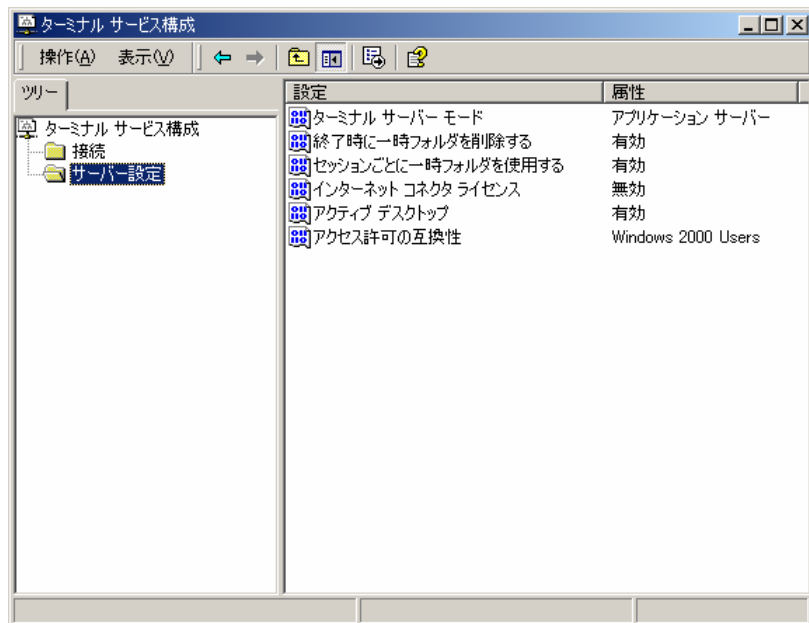 ターミナル サービス構成
操作(A) 表示(V)
ツリー
ターミナル サービス構成
接続
サーバー設定
設定 属性
ターミナル サーバー モード アプリケーション サーバー
終了時に一時フォルダを削除する 有効
セッションごとに一時フォルダを使用する 有効
インターネット コネクタ ライセンス 無効
アクティブ デスクトップ 有効
アクセス許可の互換性 Windows 2000 Users